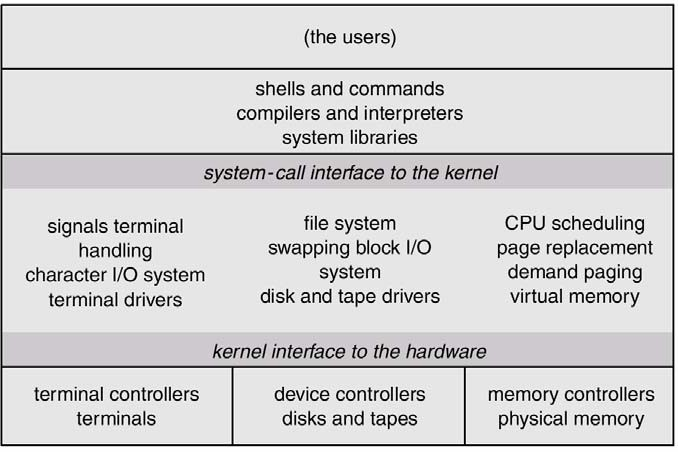 (the users)
shells and commands
compilers and interpreters
system libraries
system-call interface to the kernel
signals terminal
handling
character I/O system
terminal drivers
file system
swapping block I/O
system
disk and tape drivers
CPU scheduling
page replacement
demand paging
virtual memory
kernel interface to the hardware
terminal controllers
terminals
device controllers
disks and tapes
memory controllers
physical memory